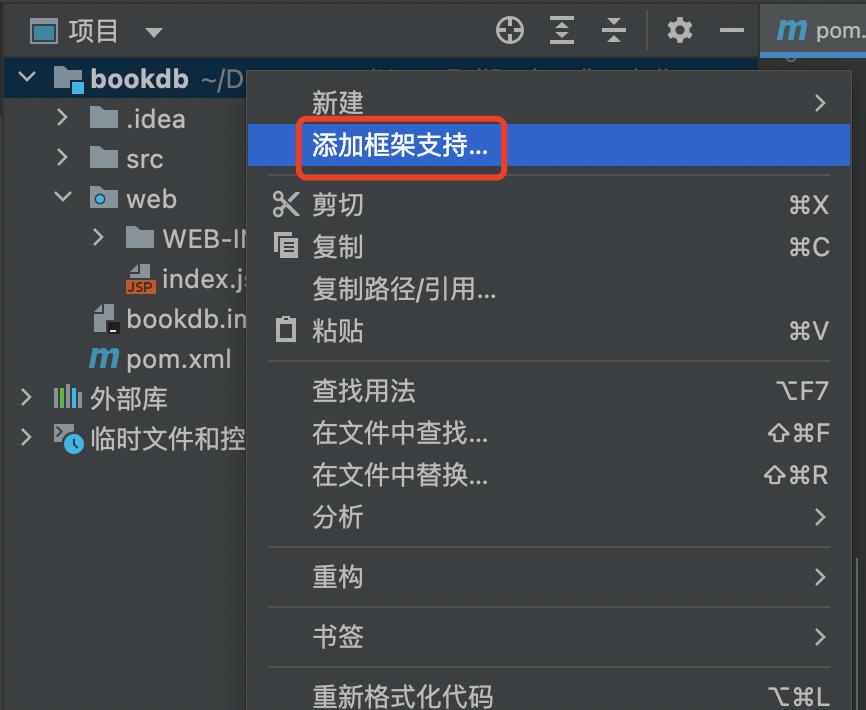 项目
pom.
bookdb ~/D
.idea
src
web
WEB-IN
index.js
JSP
bookdb.im
pom.xml
外部库
临时文件和控
新建
添加框架支持...
剪切 ⌘X
复制 ⌘C
复制路径/引用...
粘贴 ⌘V
查找用法 ⌥F7
在文件中查找... ⇧⌘F
在文件中替换... ⇧⌘R
分析
重构
书签
重新格式化代码 ⌥⌘L